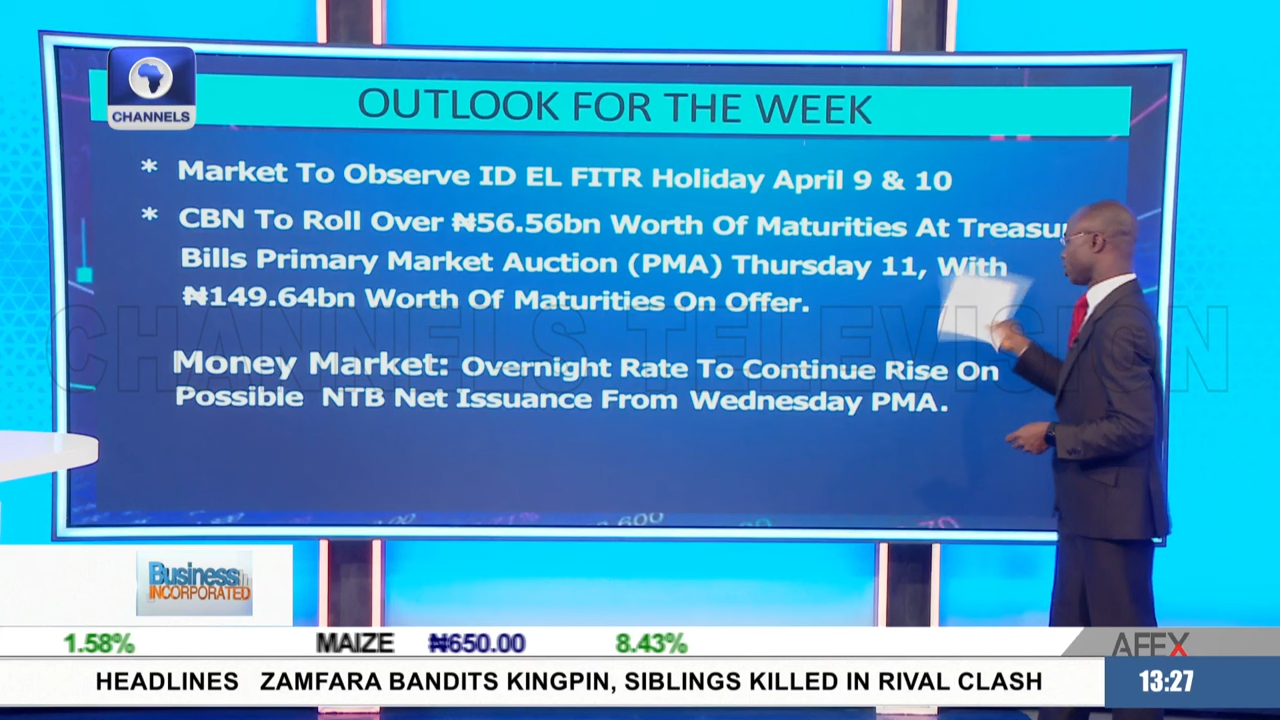 CHANNELS
OUTLOOK FOR THE WEEK
* Market To Observe ID EL FITR Holiday April 9 & 10
* CBN To Roll Over ₦56.56bn Worth Of Maturities At Treasu
Bills Primary Market Auction (PMA) Thursday 11, With
₦149.64bn Worth Of Maturities On Offer.
CHANNELS TELEVISION
Money Market: Overnight Rate To Continue Rise On
Possible NTB Net Issuance From Wednesday PMA.
Business in
INCORPORATED
1.58% MAIZE ₦650.00 8.43% AFEX
HEADLINES ZAMFARA BANDITS KINGPIN, SIBLINGS KILLED IN RIVAL CLASH 13:27